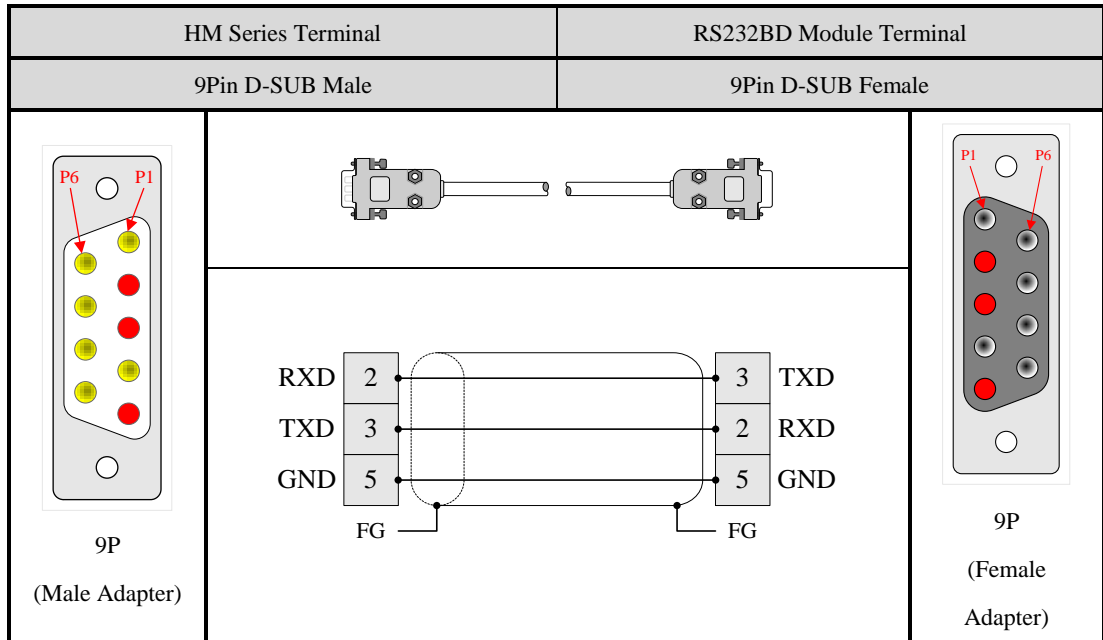 HM Series Terminal
RS232BD Module Terminal
9Pin D-SUB Male
9Pin D-SUB Female
P6
P1
9P
(Male Adapter)
RXD 2
3 TXD
TXD 3
2 RXD
GND 5
5 GND
FG
FG
P1
P6
9P
(Female
Adapter)